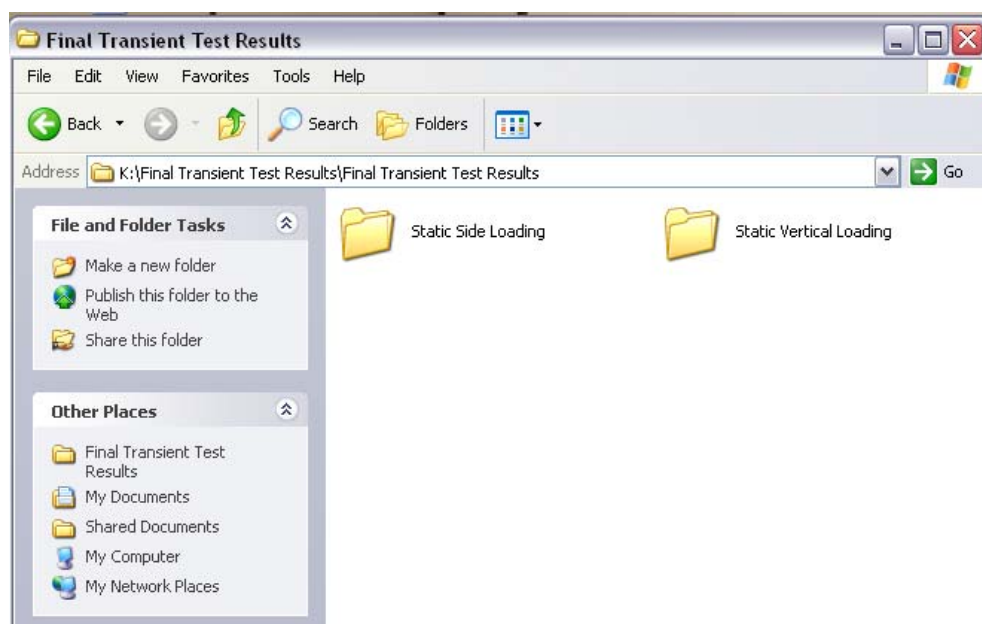 Final Transient Test Results
File Edit View Favorites Tools Help
Back Search Folders
Address K:\Final Transient Test Results\Final Transient Test Results Go
File and Folder Tasks
Make a new folder
Publish this folder to the
Web
Share this folder
Other Places
Final Transient Test
Results
My Documents
Shared Documents
My Computer
My Network Places
Static Side Loading
Static Vertical Loading